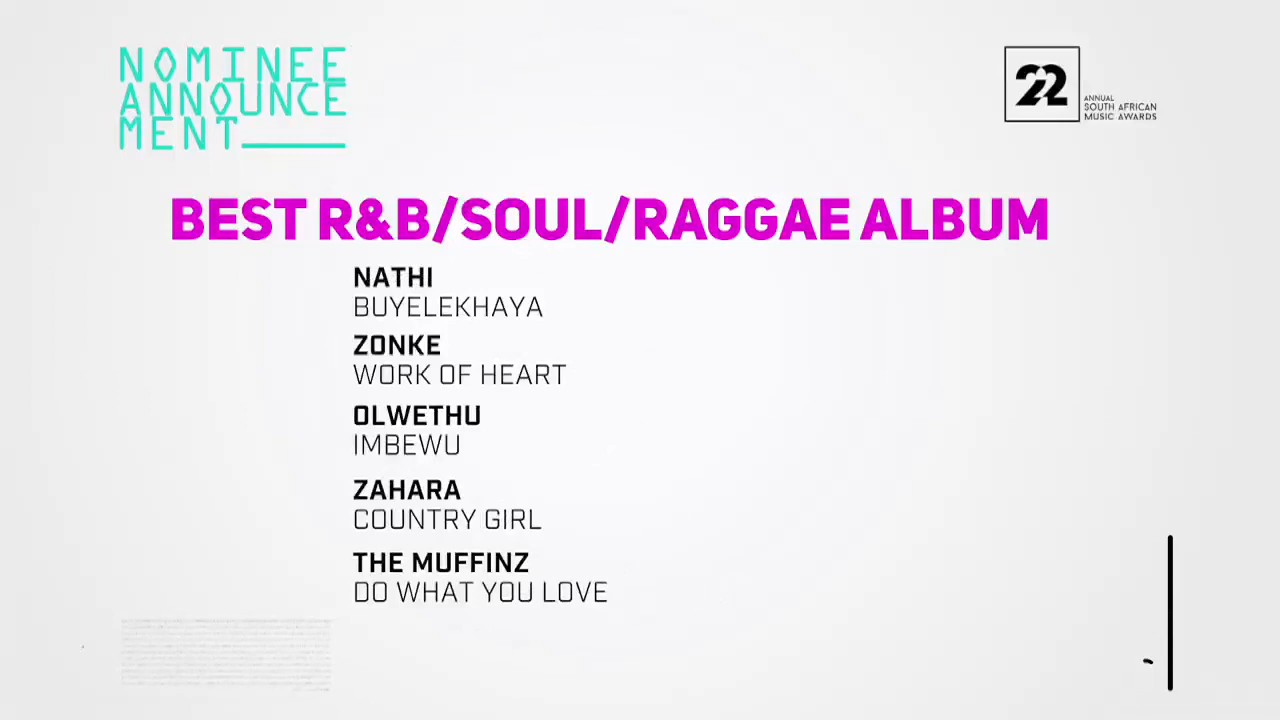 NOMINEE
ANNOUNCE
MENT
22
ANNUAL
SOUTH AFRICAN
MUSIC AWARDS
BEST R&B/SOUL/RAGGAE ALBUM
NATHI
BUYELEKHAYA
ZONKE
WORK OF HEART
OLWETHU
IMBEWU
ZAHARA
COUNTRY GIRL
THE MUFFINZ
DO WHAT YOU LOVE